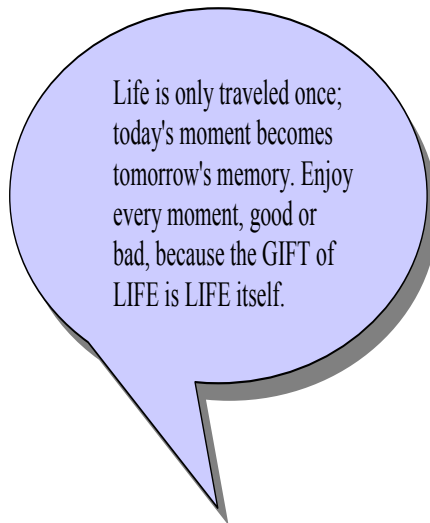 Life is only traveled once;
today's moment becomes
tomorrow's memory. Enjoy
every moment, good or
bad, because the GIFT of
LIFE is LIFE itself.